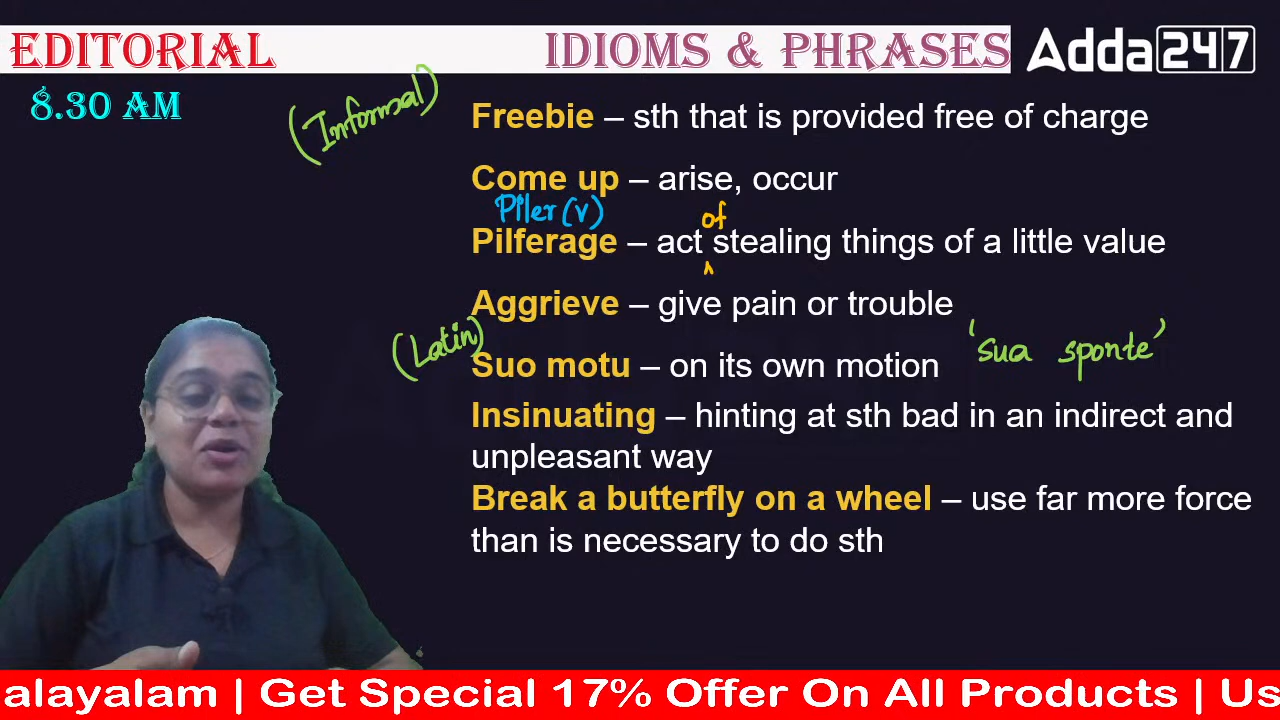 EDITORIAL
IDIOMS & PHRASES
Adda247
8.30 AM
(Informal)
Freebie – sth that is provided free of charge
Come up – arise, occur
Piler (v)
of
Pilferage – act stealing things of a little value
^
Aggrieve – give pain or trouble
(Latin)
'sua sponte'
Suo motu – on its own motion
Insinuating – hinting at sth bad in an indirect and
unpleasant way
Break a butterfly on a wheel – use far more force
than is necessary to do sth
alayalam | Get Special 17% Offer On All Products | Us